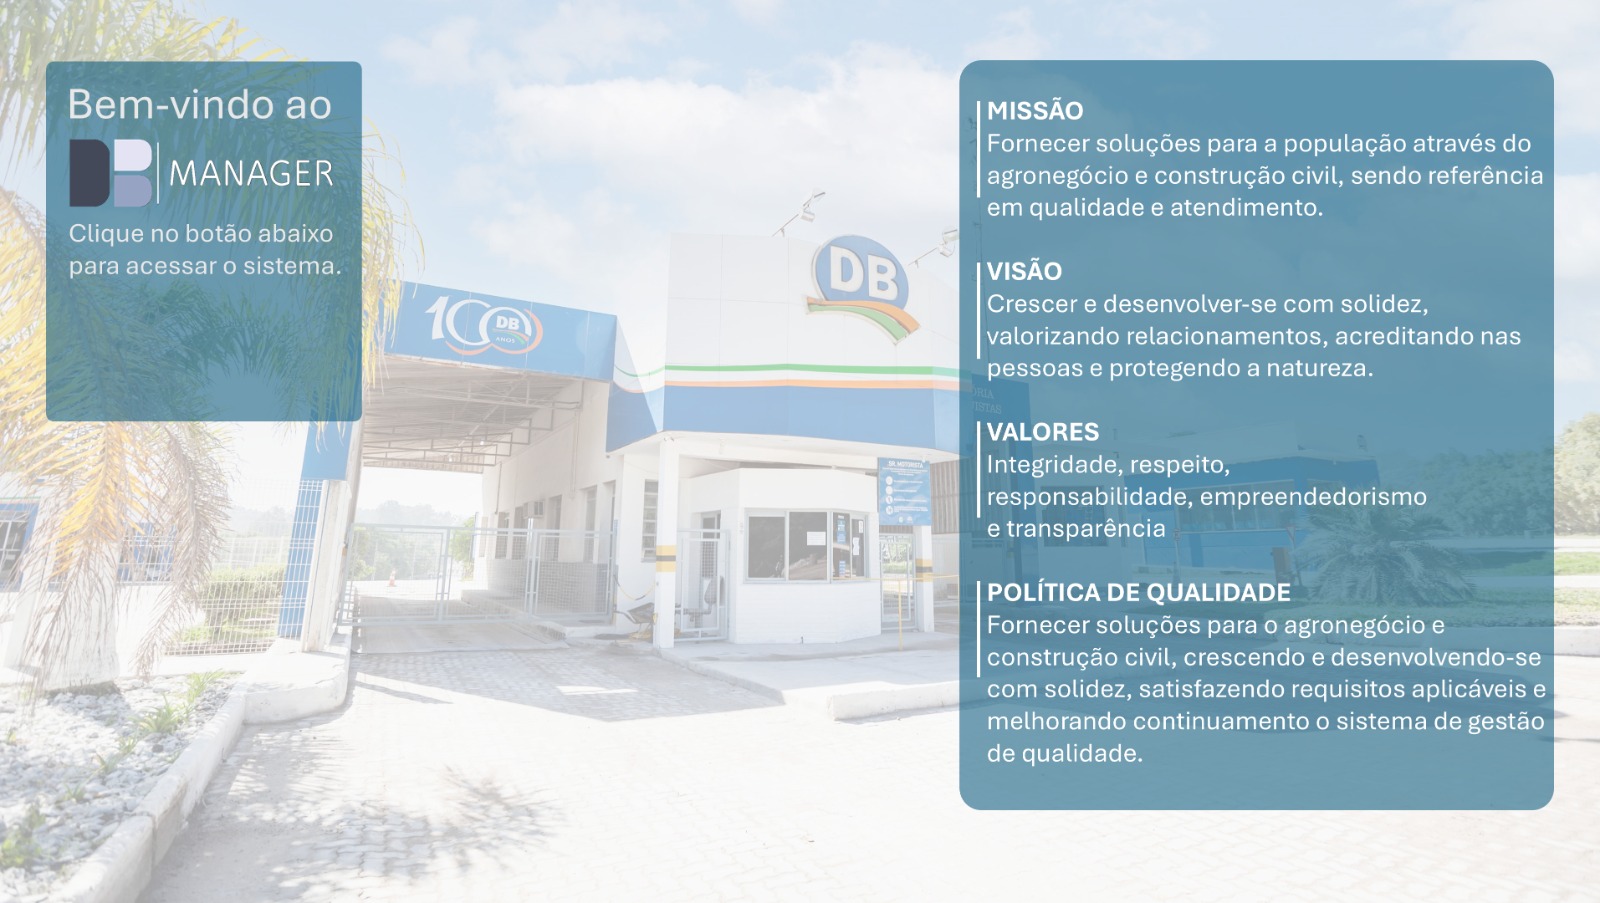 Bem-vindo ao
DB MANAGER
Clique no botão abaixo
para acessar o sistema.
100 DB
ANOS
DB
SR. MOTORISTA
MISSÃO
Fornecer soluções para a população através do
agronegócio e construção civil, sendo referência
em qualidade e atendimento.
VISÃO
Crescer e desenvolver-se com solidez,
valorizando relacionamentos, acreditando nas
pessoas e protegendo a natureza.
VALORES
Integridade, respeito,
responsabilidade, empreendedorismo
e transparência
POLÍTICA DE QUALIDADE
Fornecer soluções para o agronegócio e
construção civil, crescendo e desenvolvendo-se
com solidez, satisfazendo requisitos aplicáveis e
melhorando continuamento o sistema de gestão
de qualidade.